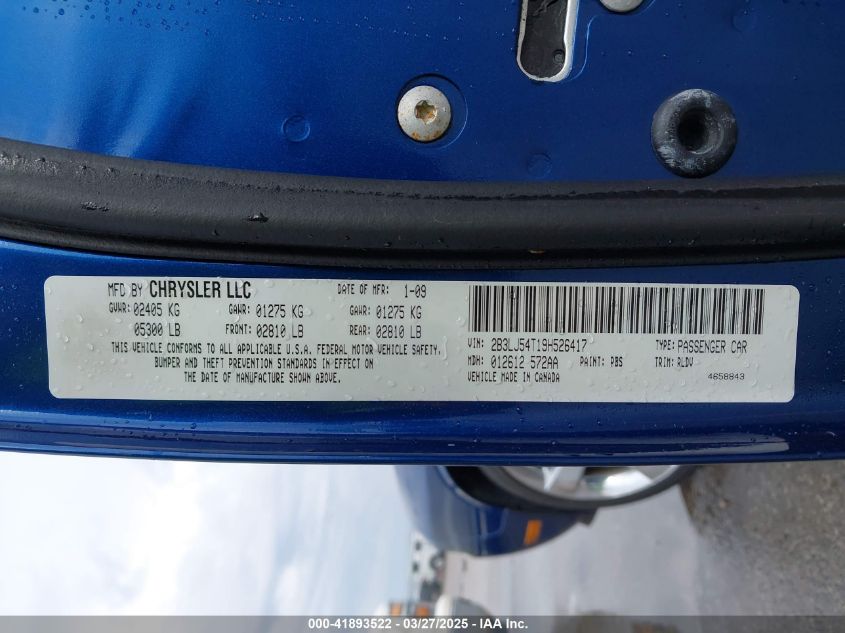 MFD BY CHRYSLER LLC DATE OF MFR: 1-09
GVWR: 02405 KG GAWR: 01275 KG GAWR: 01275 KG
05300 LB FRONT: 02810 LB REAR: 02810 LB
THIS VEHICLE CONFORMS TO ALL APPLICABLE U.S.A. FEDERAL MOTOR VEHICLE SAFETY,
BUMPER AND THEFT PREVENTION STANDARDS IN EFFECT ON
THE DATE OF MANUFACTURE SHOWN ABOVE.
VIN: 2B3LJ54T19H526417 TYPE: PASSENGER CAR
MDH: 012612 572AA PAINT: PBS TRIM: RLDV
VEHICLE MADE IN CANADA 4658843
000-41893522 — 03/27/2025 — IAA Inc.